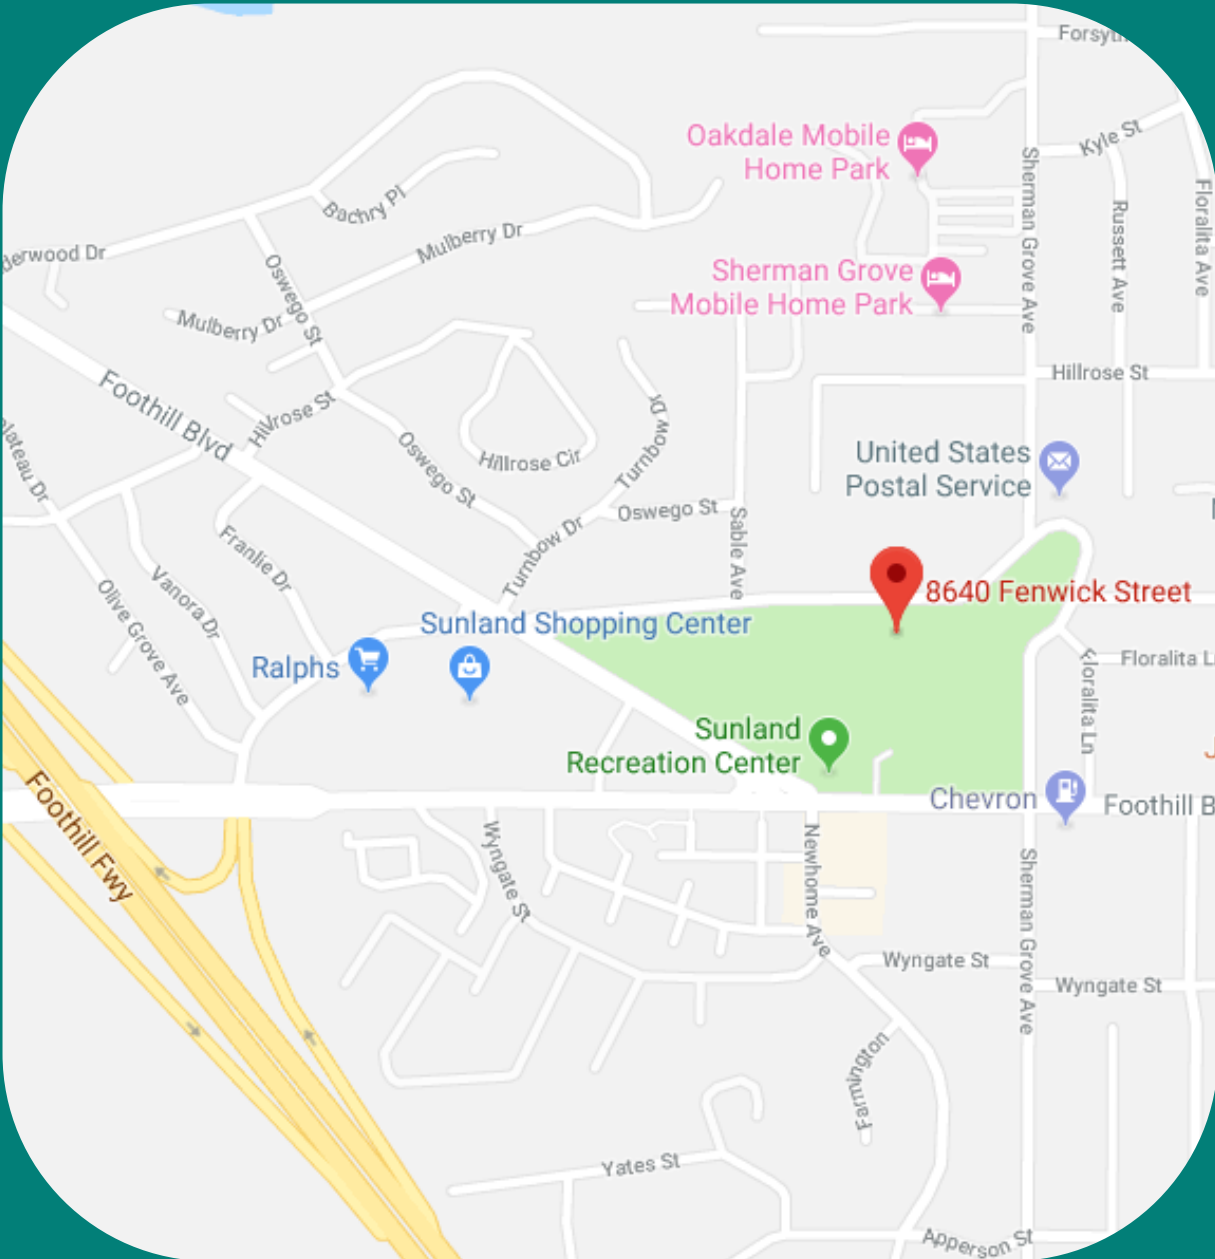 Forsyth
Oakdale Mobile
Home Park
Kyle St
Sherman Grove Ave
Floralita Ave
Russett Ave
Bachry Pl
Mulberry Dr
derwood Dr
Oswego St
Sherman Grove
Mobile Home Park
Mulberry Dr
Hillrose St
Foothill Blvd
Hillrose St
Turnbow Dr
United States
Postal Service
Hillrose Cir
Oswego St
Oswego St
Sable Ave
Turnbow Dr
Franlie Dr
Vanora Dr
Olive Grove Ave
8640 Fenwick Street
Sunland Shopping Center
Ralphs
Floralita L
Floralita Ln
Sunland
Recreation Center
Chevron
Foothill B
Foothill Fwy
Wyngate St
Newhome Ave
Sherman Grove Ave
Wyngate St
Wyngate St
Farmington
Yates St
Apperson St